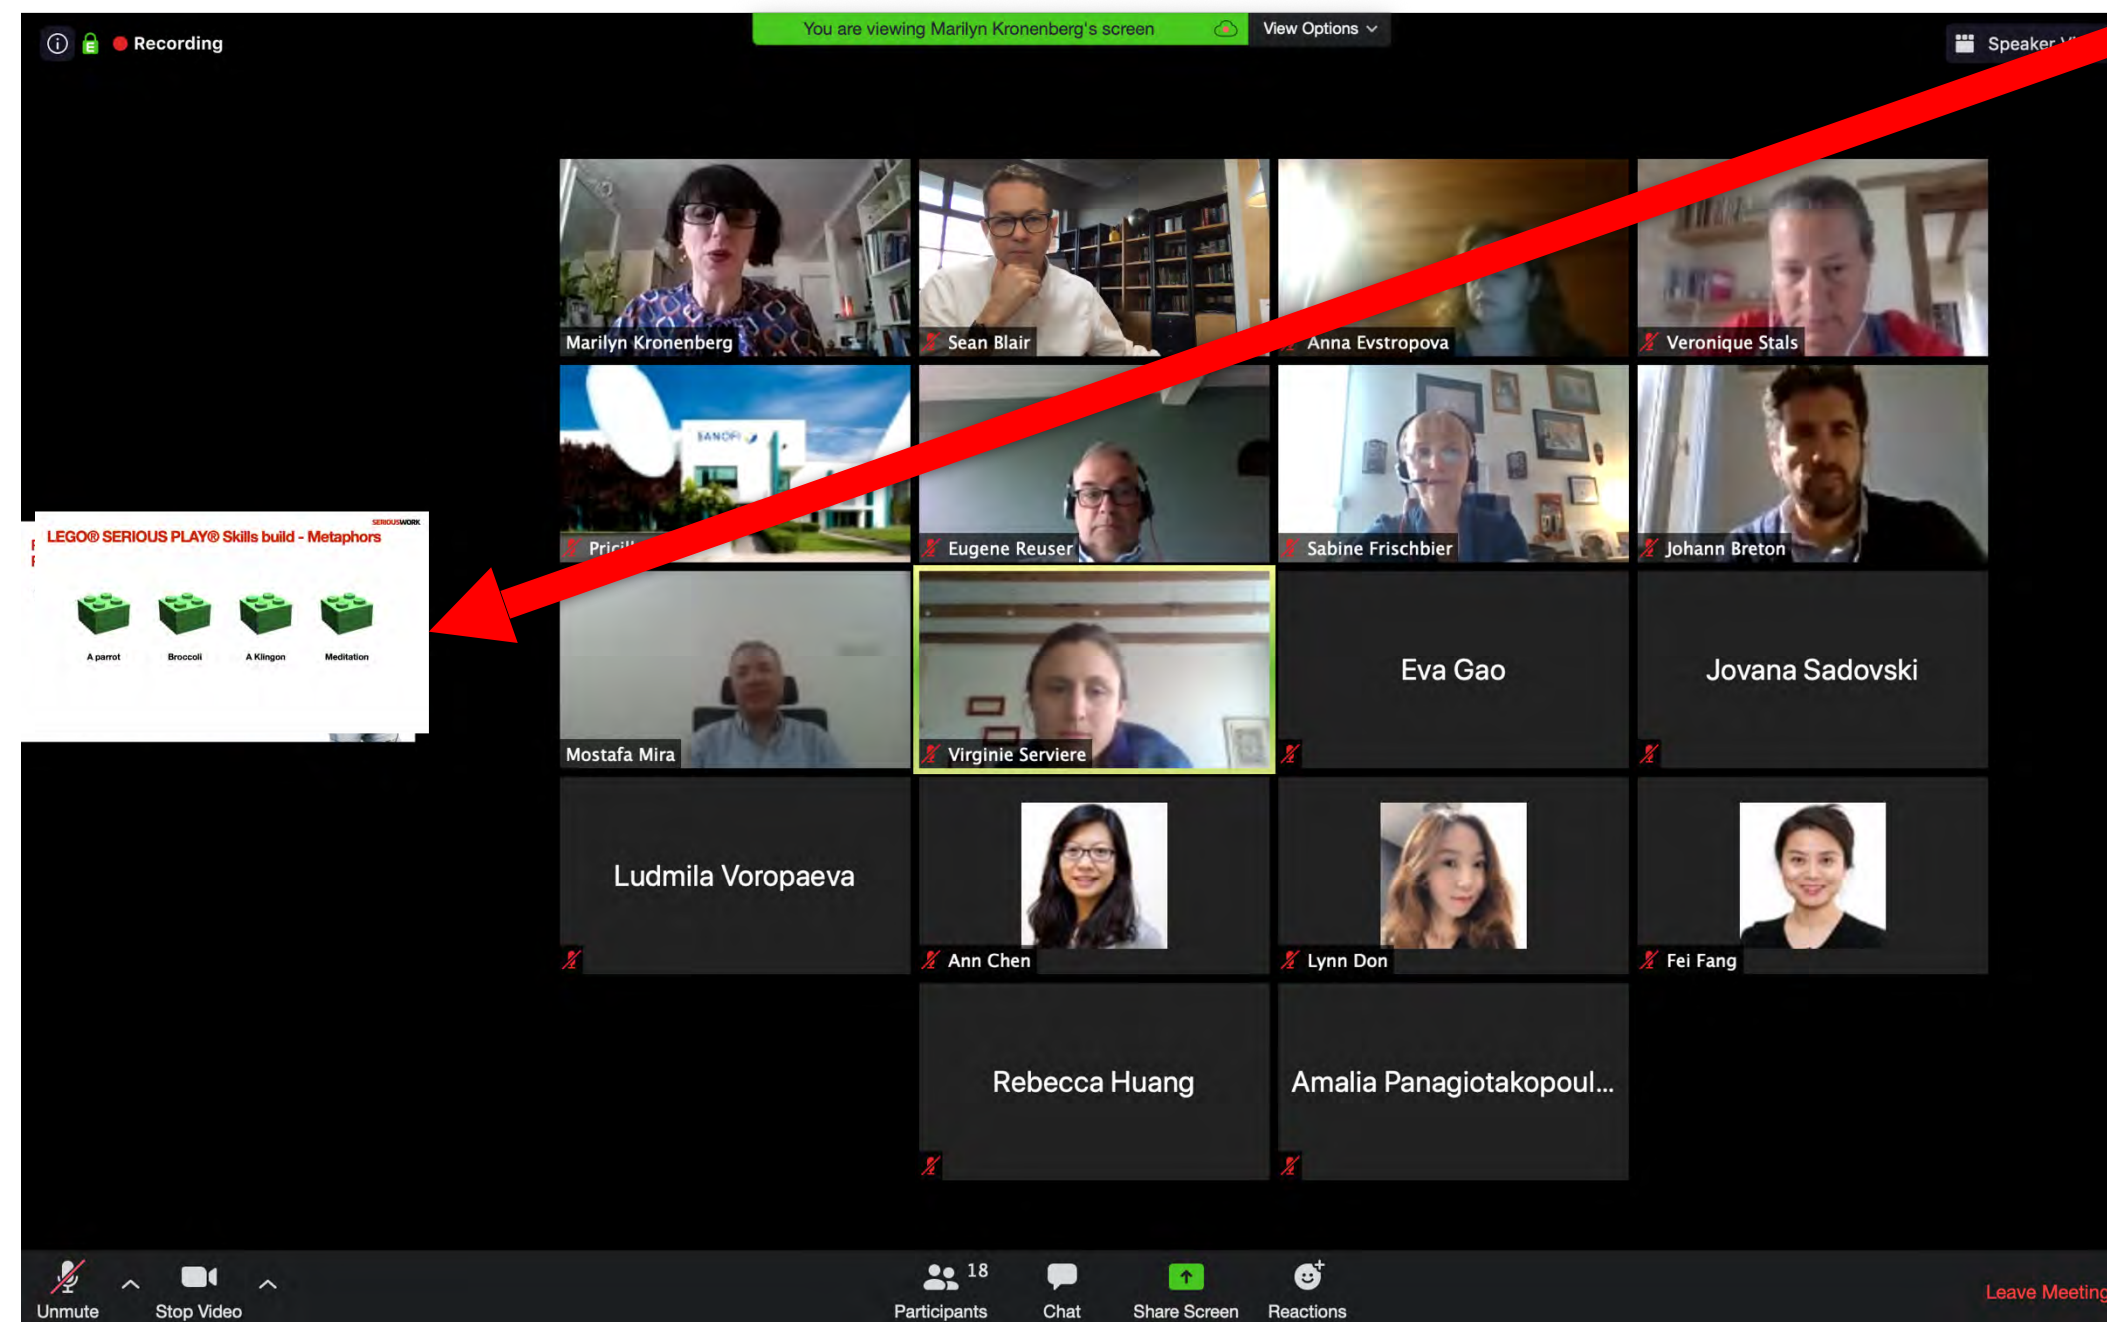 Recording
You are viewing Marilyn Kronenberg's screen
View Options
Speaker
Marilyn Kronenberg
Sean Blair
Anna Evstropova
Veronique Stals
SANOFI
Eugene Reuser
Sabine Frischbier
Johann Breton
SERIOUSWORK
LEGO® SERIOUS PLAY® Skills build - Metaphors
A parrot
Broccoli
A Klingon
Meditation
Mostafa Mira
Virginie Serviere
Eva Gao
Jovana Sadovski
Ludmila Voropaeva
Ann Chen
Lynn Don
Fei Fang
Rebecca Huang
Amalia Panagiotakopoul...
Unmute
Stop Video
18
Participants
Chat
Share Screen
Reactions
Leave Meeting